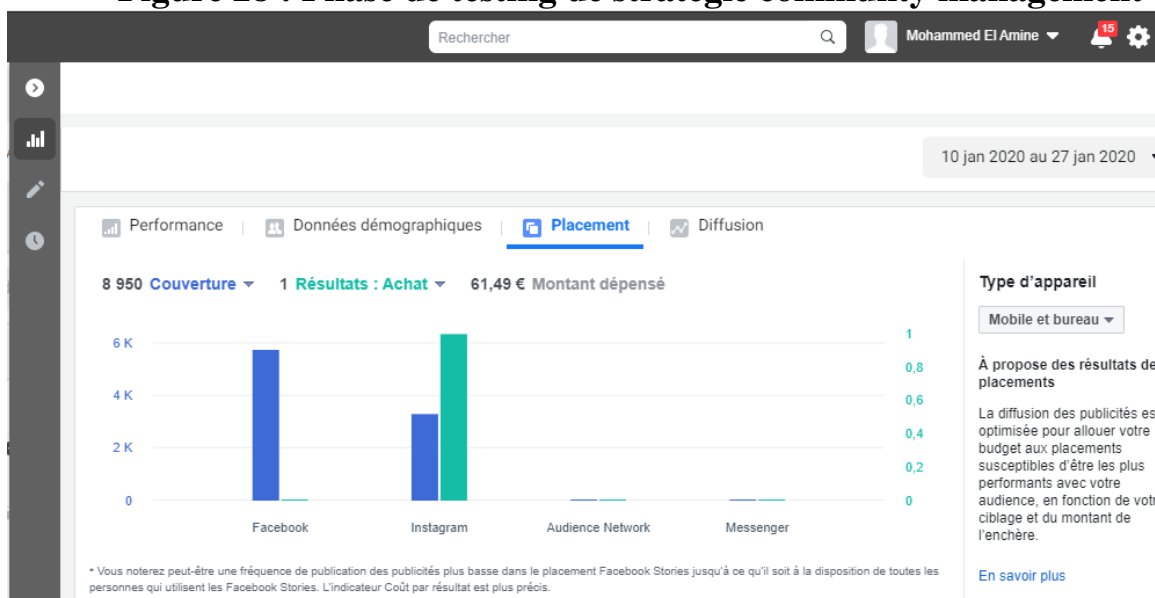 Figure 28 : Phase de testing de stratégie community management
Rechercher
Mohammed El Amine
15
10 jan 2020 au 27 jan 2020
Performance
Données démographiques
Placement
Diffusion
8 950 Couverture
1 Résultats : Achat
61,49 € Montant dépensé
Type d'appareil
Mobile et bureau
6 K
4 K
2 K
0
1
0,8
0,6
0,4
0,2
0
Facebook
Instagram
Audience Network
Messenger
À propose des résultats de
placements
La diffusion des publicités es
optimisée pour allouer votre
budget aux placements
susceptibles d'être les plus
performants avec votre
audience, en fonction de votr
ciblage et du montant de
l'enchère.
En savoir plus
* Vous noterez peut-être une fréquence de publication des publicités plus basse dans le placement Facebook Stories jusqu'à ce qu'il soit à la disposition de toutes les
personnes qui utilisent les Facebook Stories. L'indicateur Coût par résultat est plus précis.